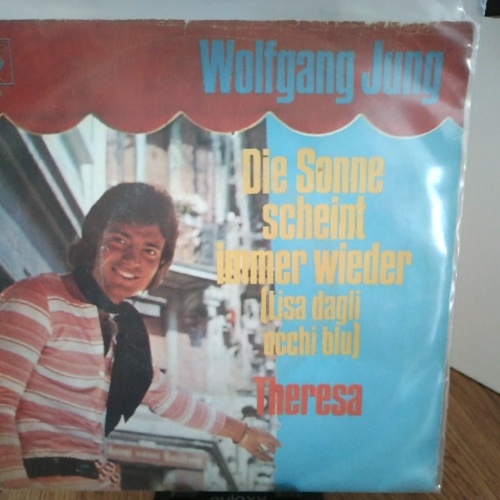 Wolfgang Jung
Die Sonne
scheint
immer wieder
(Lisa dagli
occhi blu)
Theresa